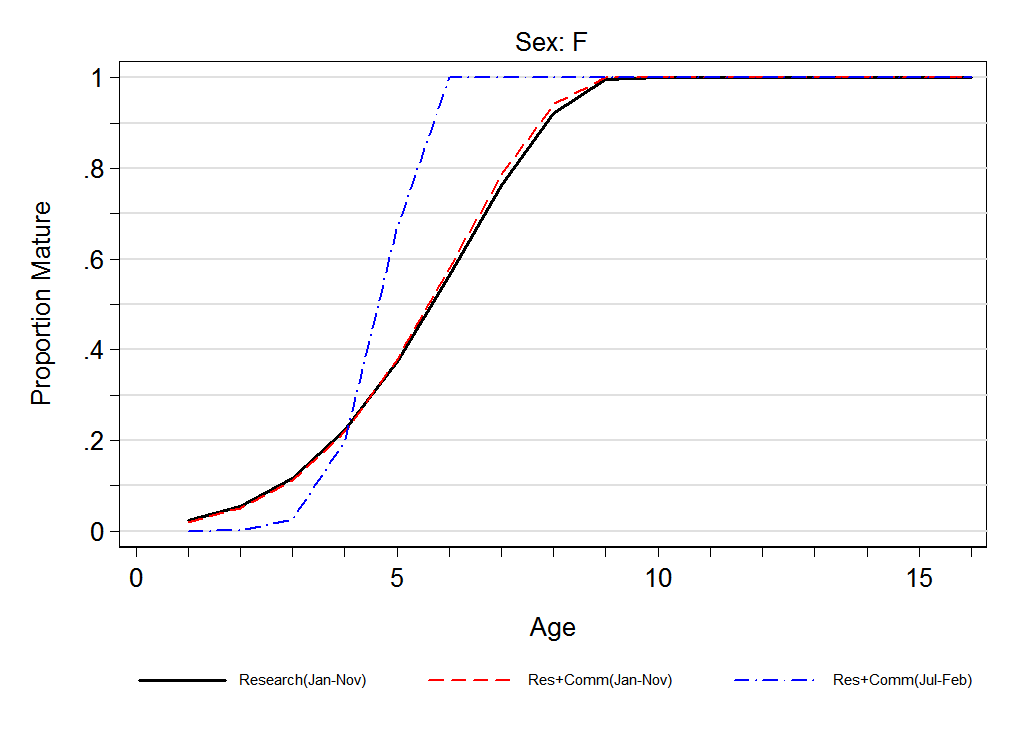 Sex: F
1
.8
.6
.4
.2
0
Proportion Mature
0 5 10 15
Age
Research(Jan-Nov) Res+Comm(Jan-Nov) Res+Comm(Jul-Feb)